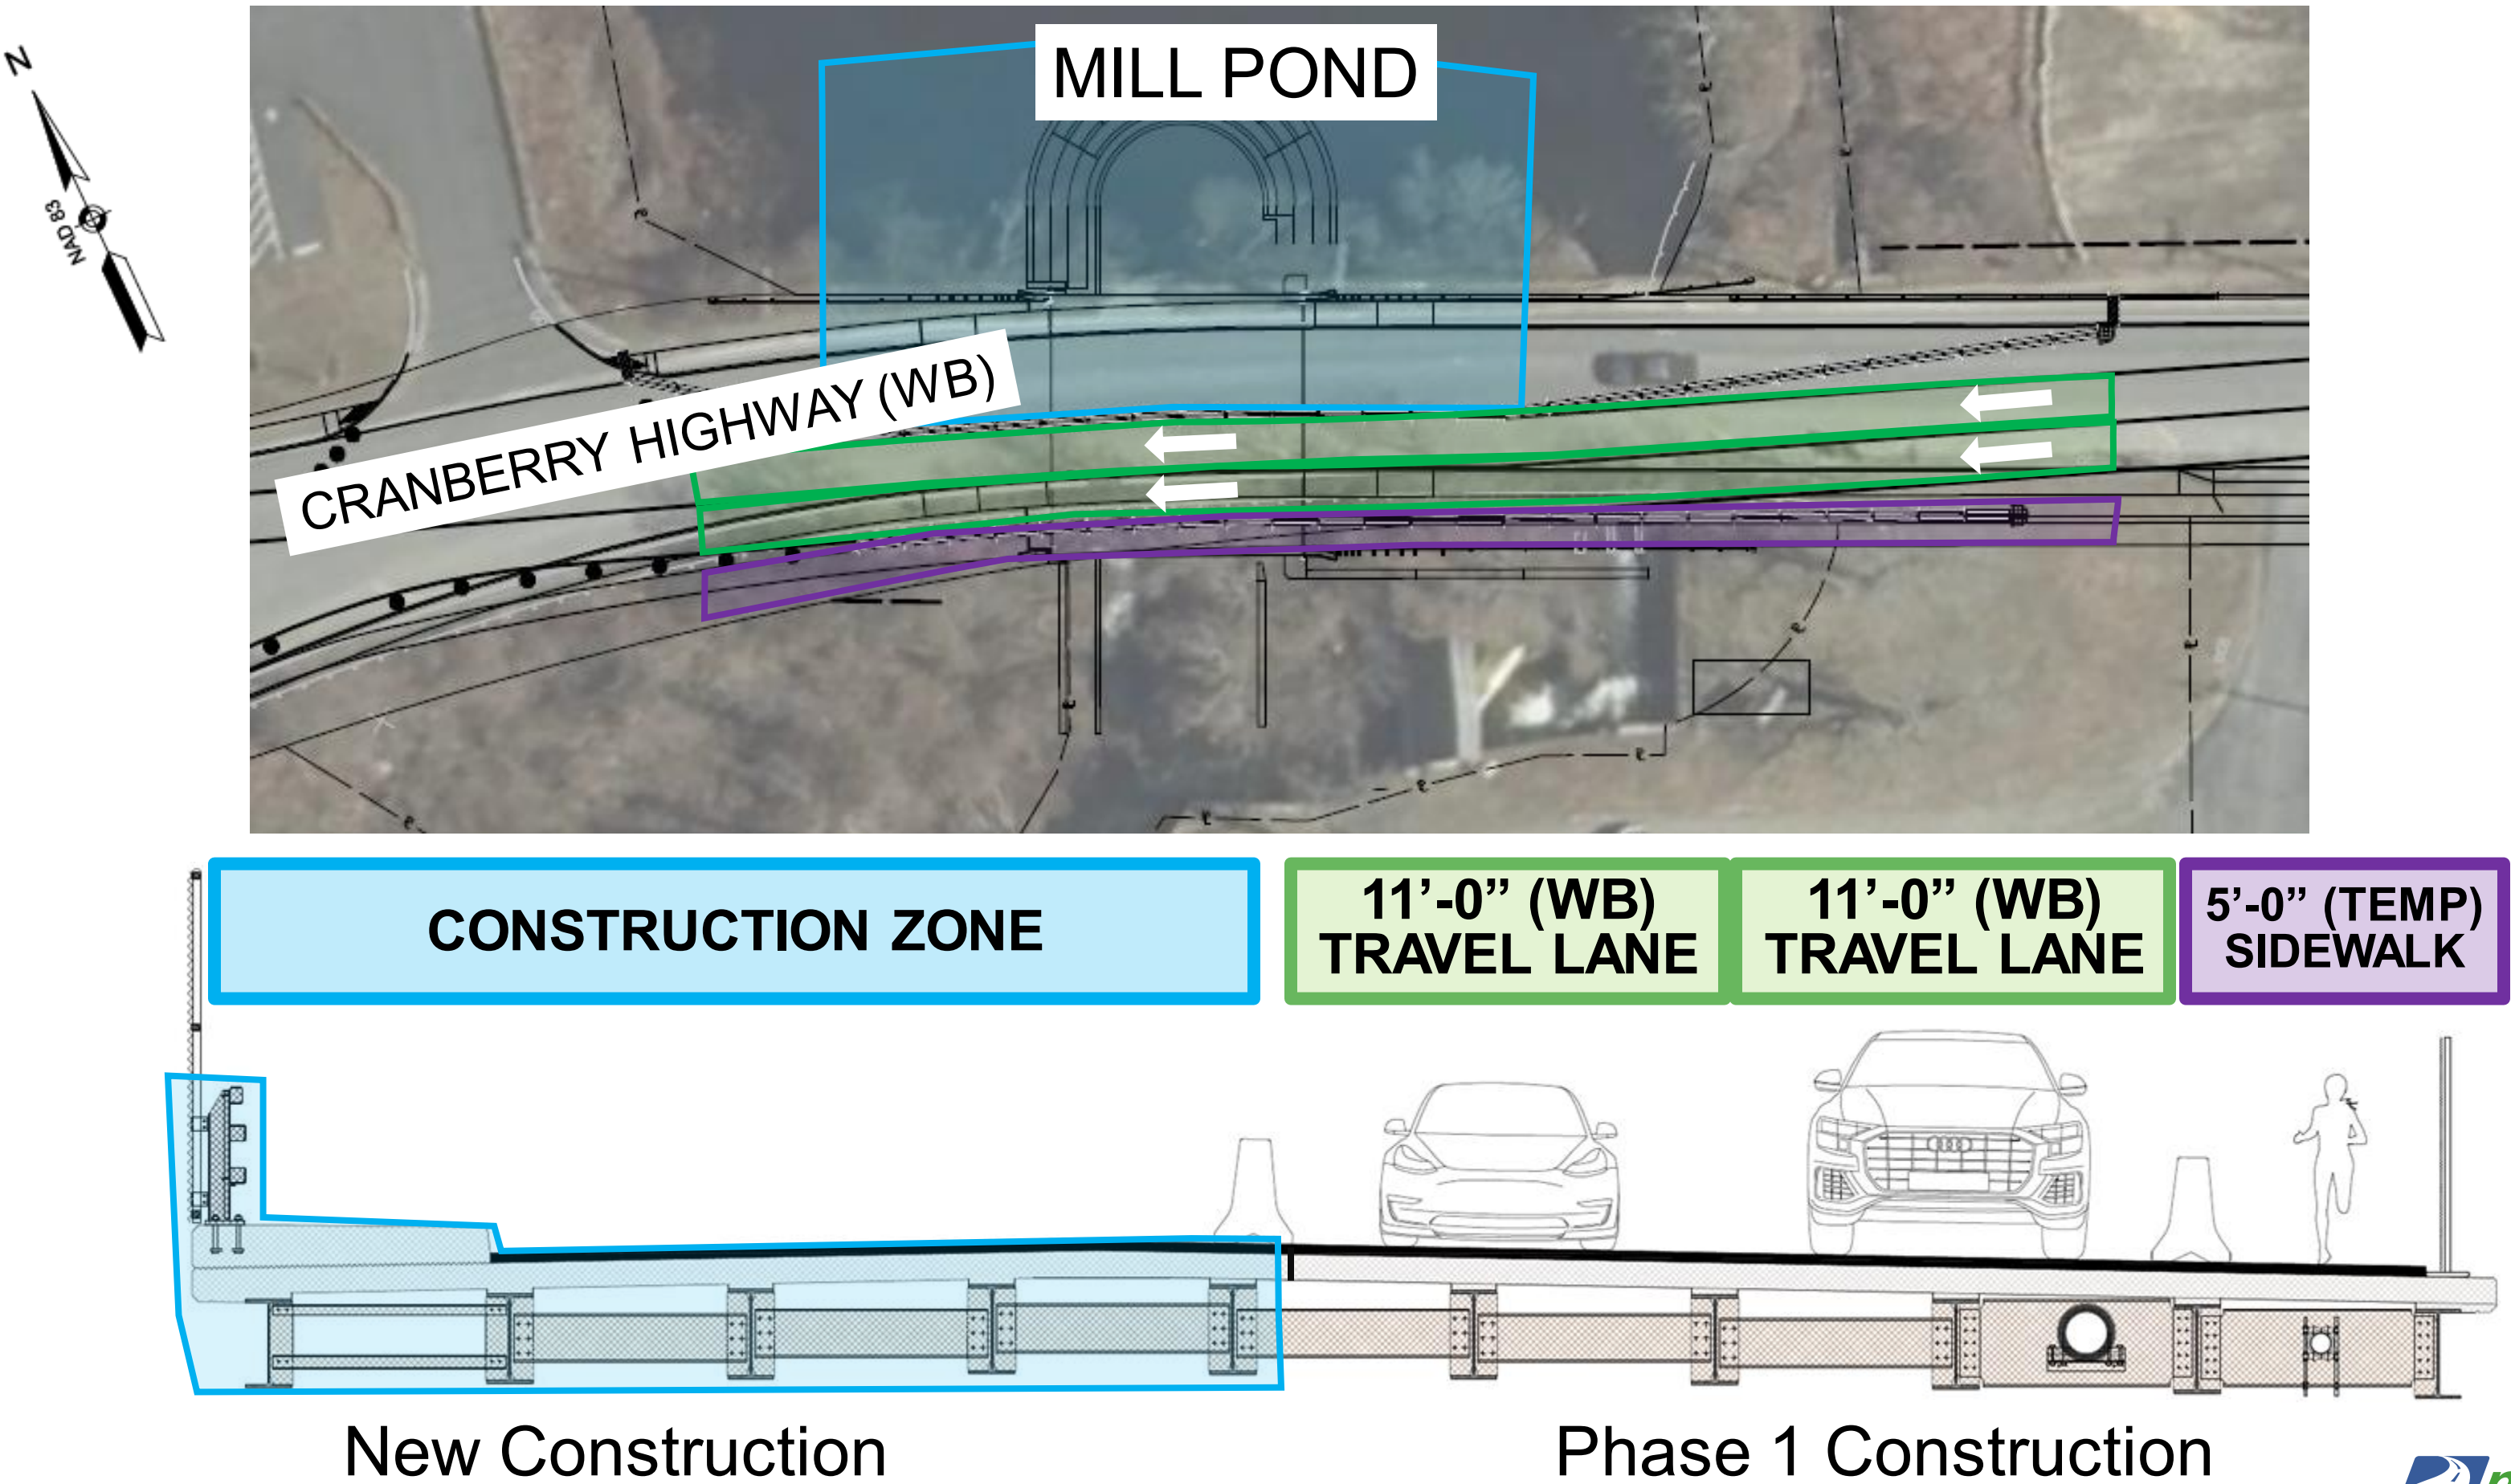 N
NAD 83
MILL POND
CRANBERRY HIGHWAY (WB)
CONSTRUCTION ZONE
11’-0” (WB)
TRAVEL LANE
11’-0” (WB)
TRAVEL LANE
5’-0” (TEMP)
SIDEWALK
New Construction
Phase 1 Construction